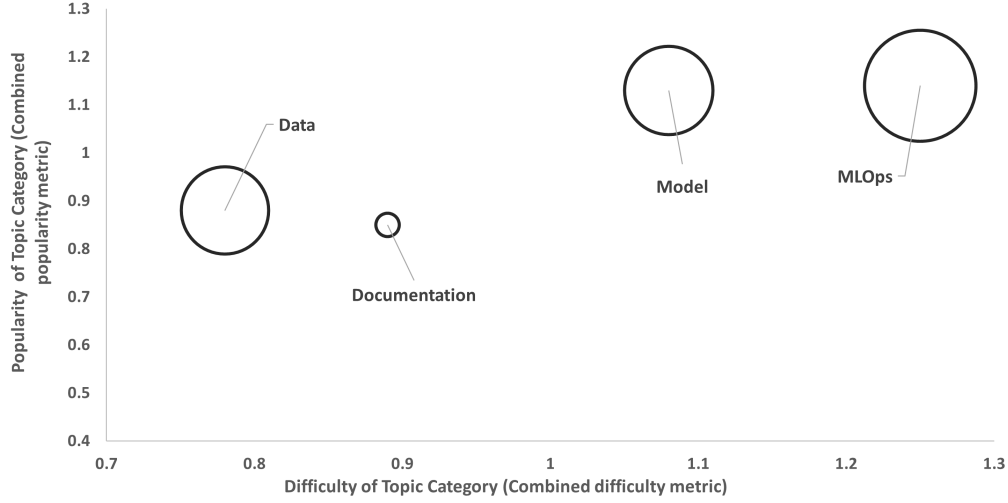 1.3
1.2
1.1
1
0.9
0.8
0.7
0.6
0.5
0.4
Popularity of Topic Category (Combined
popularity metric)
Data
Documentation
Model
MLOps
0.7 0.8 0.9 1 1.1 1.2 1.3
Difficulty of Topic Category (Combined difficulty metric)